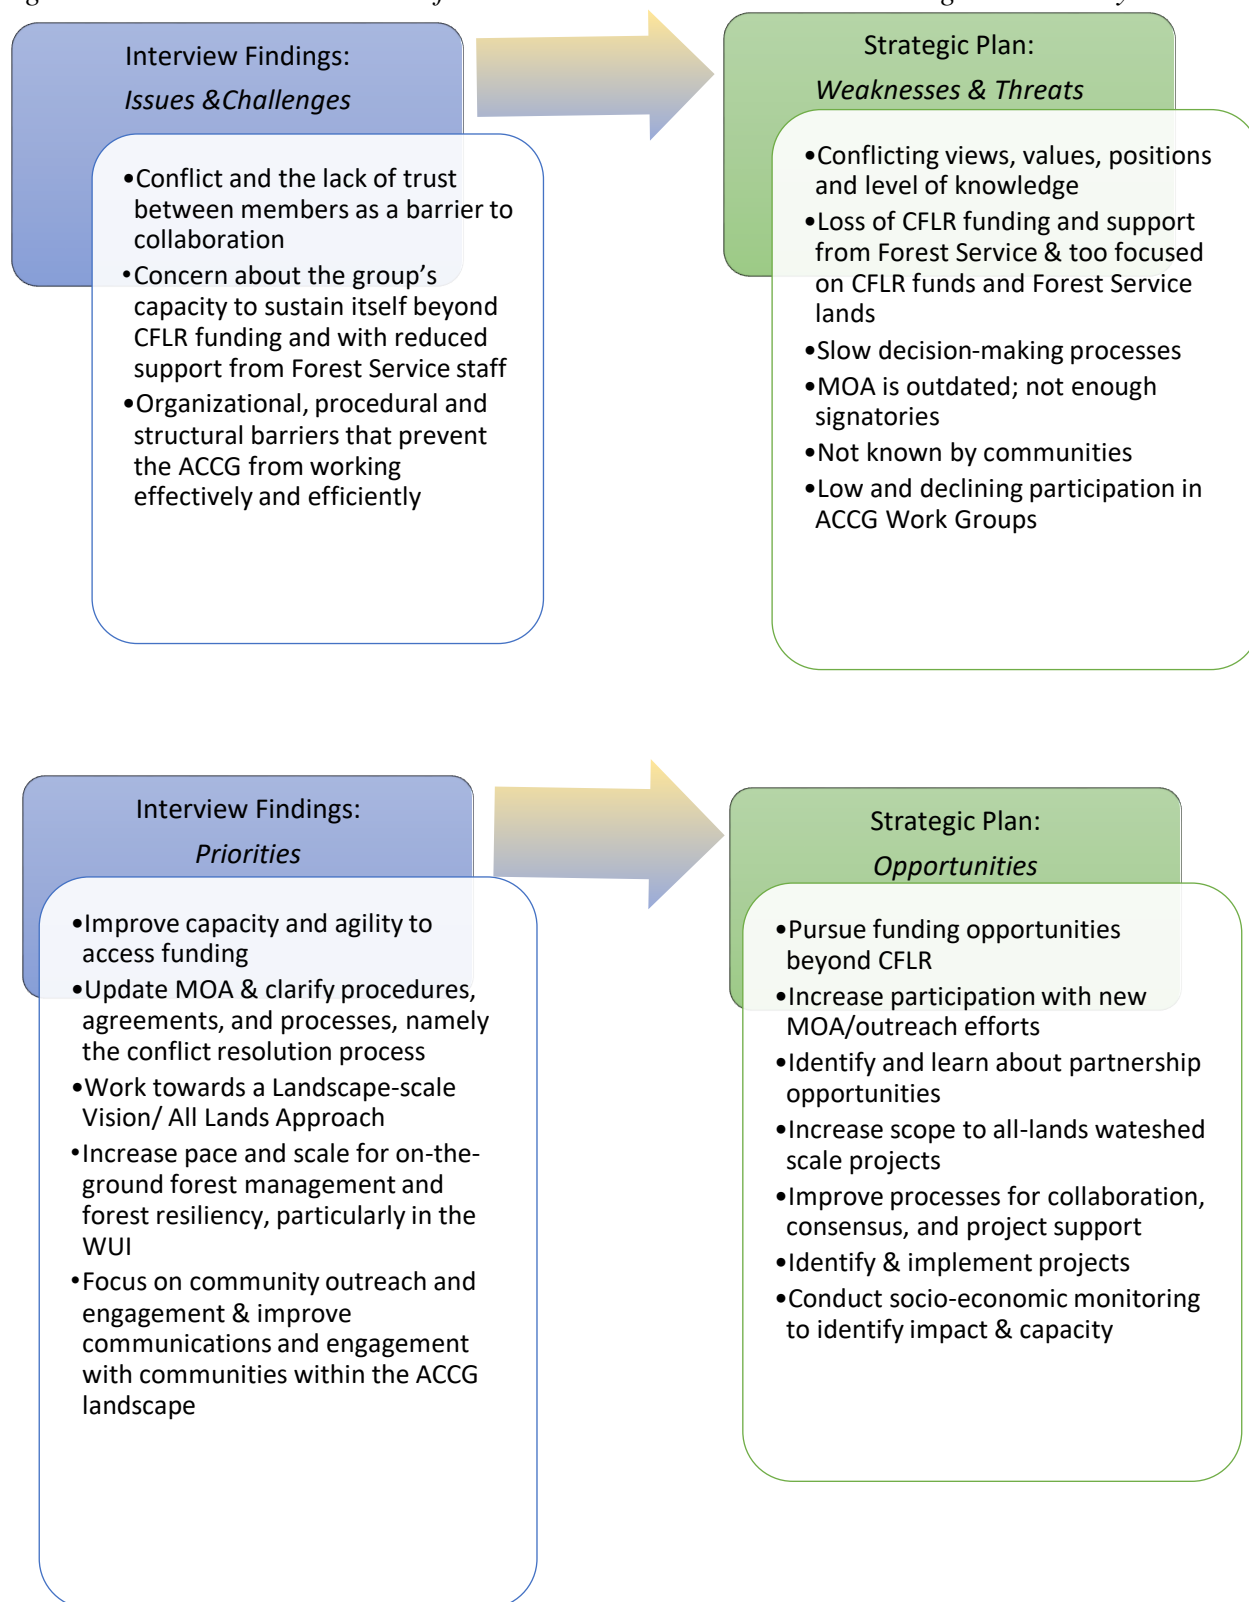 Interview Findings:
Issues &Challenges
•Conflict and the lack of trust
between members as a barrier to
collaboration
•Concern about the group’s
capacity to sustain itself beyond
CFLR funding and with reduced
support from Forest Service staff
•Organizational, procedural and
structural barriers that prevent
the ACCG from working
effectively and efficiently
Strategic Plan:
Weaknesses & Threats
•Conflicting views, values, positions
and level of knowledge
•Loss of CFLR funding and support
from Forest Service & too focused
on CFLR funds and Forest Service
lands
•Slow decision-making processes
•MOA is outdated; not enough
signatories
•Not known by communities
•Low and declining participation in
ACCG Work Groups
Interview Findings:
Priorities
•Improve capacity and agility to
access funding
•Update MOA & clarify procedures,
agreements, and processes, namely
the conflict resolution process
•Work towards a Landscape-scale
Vision/ All Lands Approach
•Increase pace and scale for on-the-
ground forest management and
forest resiliency, particularly in the
WUI
•Focus on community outreach and
engagement & improve
communications and engagement
with communities within the ACCG
landscape
Strategic Plan:
Opportunities
•Pursue funding opportunities
beyond CFLR
•Increase participation with new
MOA/outreach efforts
•Identify and learn about partnership
opportunities
•Increase scope to all-lands wateshed
scale projects
•Improve processes for collaboration,
consensus, and project support
•Identify & implement projects
•Conduct socio-economic monitoring
to identify impact & capacity